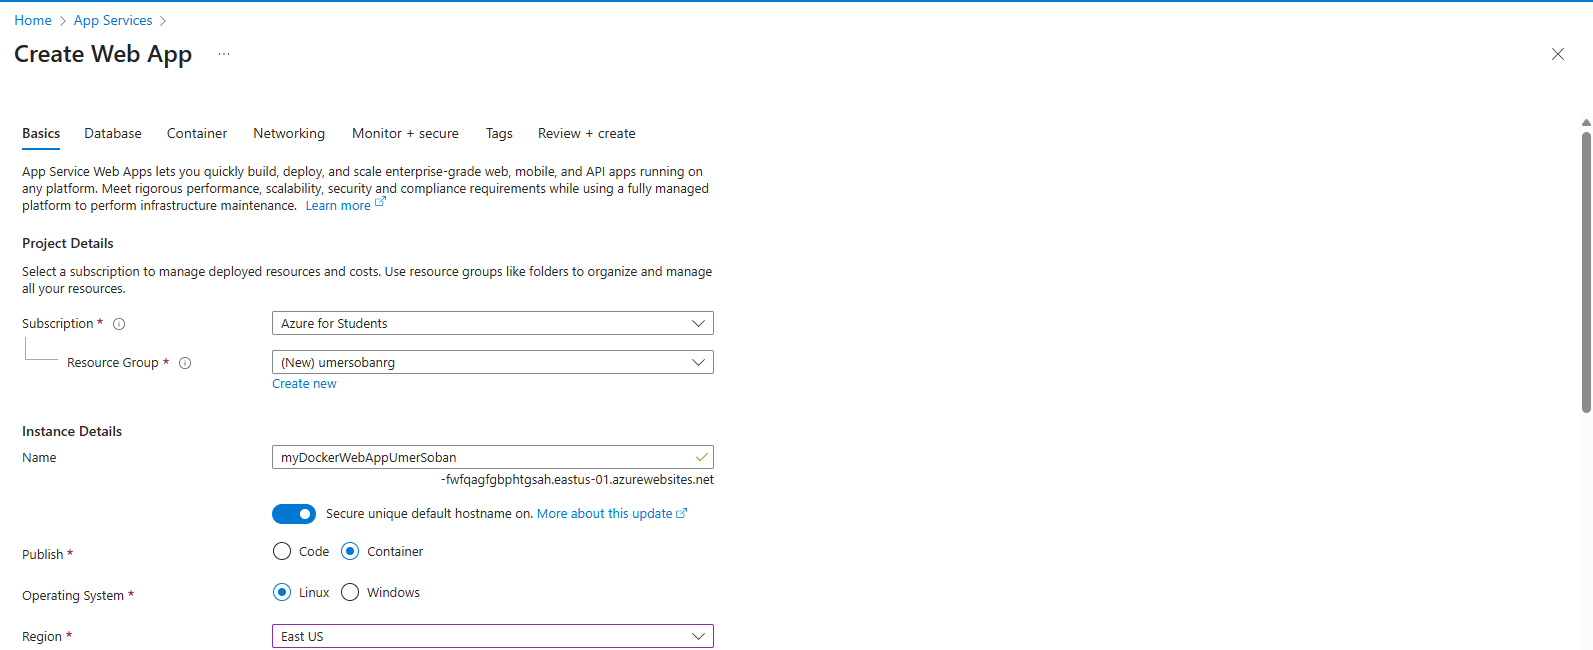 Home > App Services >
Create Web App ...
Basics Database Container Networking Monitor + secure Tags Review + create
App Service Web Apps lets you quickly build, deploy, and scale enterprise-grade web, mobile, and API apps running on
any platform. Meet rigorous performance, scalability, security and compliance requirements while using a fully managed
platform to perform infrastructure maintenance. Learn more
Project Details
Select a subscription to manage deployed resources and costs. Use resource groups like folders to organize and manage
all your resources.
Subscription * Azure for Students
Resource Group * (New) umersobanrg
Create new
Instance Details
Name myDockerWebAppUmerSoban
-fwfqagfgbphtgsah.eastus-01.azurewebsites.net
Secure unique default hostname on. More about this update
Publish * Code Container
Operating System * Linux Windows
Region * East US